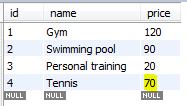 id name price
1 Gym 120
2 Swimming pool 90
3 Personal training 20
4 Tennis 70
NULL NULL NULL